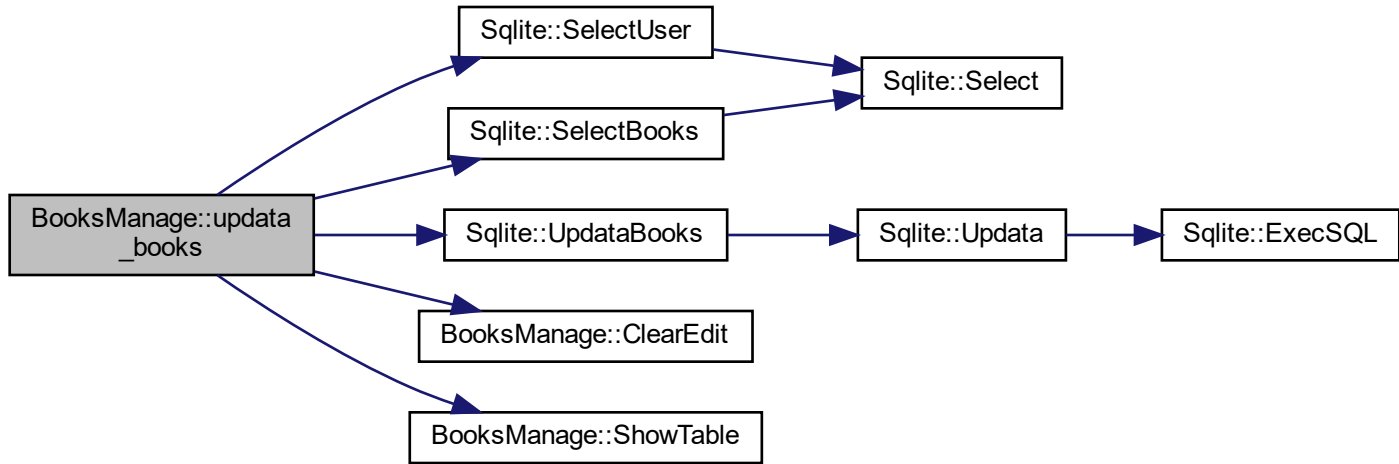 Sqlite::SelectUser
Sqlite::Select
Sqlite::SelectBooks
BooksManage::updata
_books
Sqlite::UpdataBooks
Sqlite::Updata
Sqlite::ExecSQL
BooksManage::ClearEdit
BooksManage::ShowTable